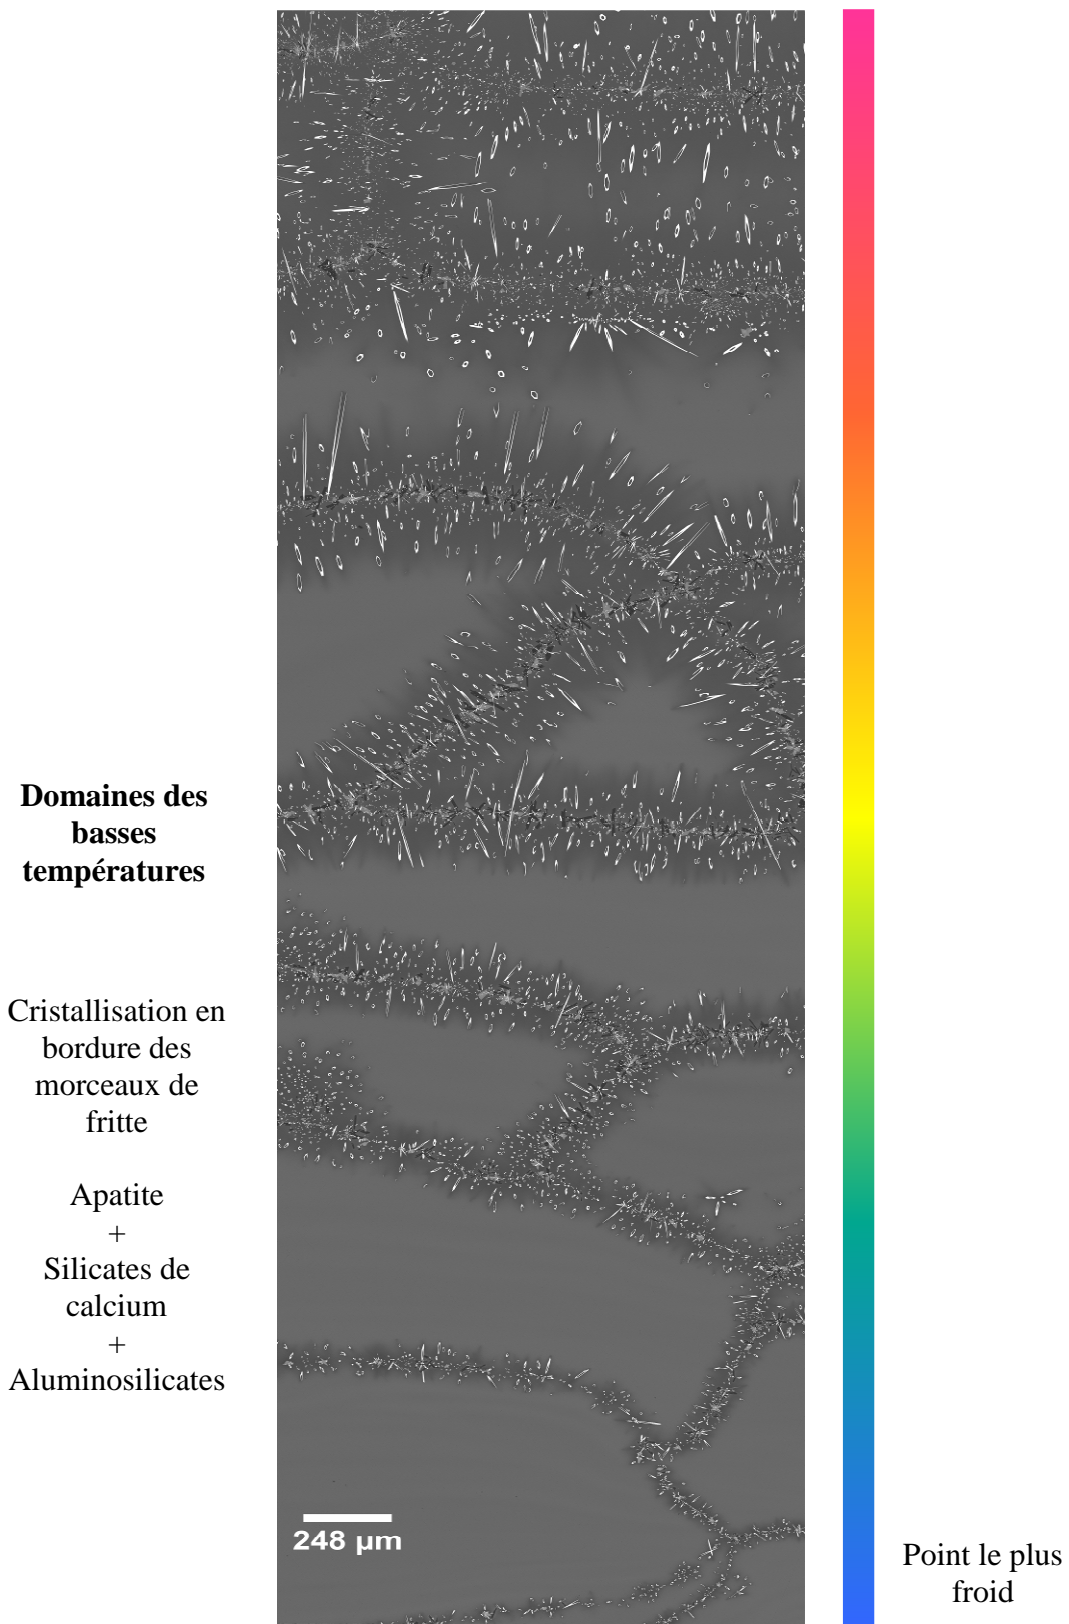 Domaines des
basses
températures
Cristallisation en
bordure des
morceaux de
fritte
Apatite
+
Silicates de
calcium
+
Aluminosilicates
248 µm
Point le plus
froid